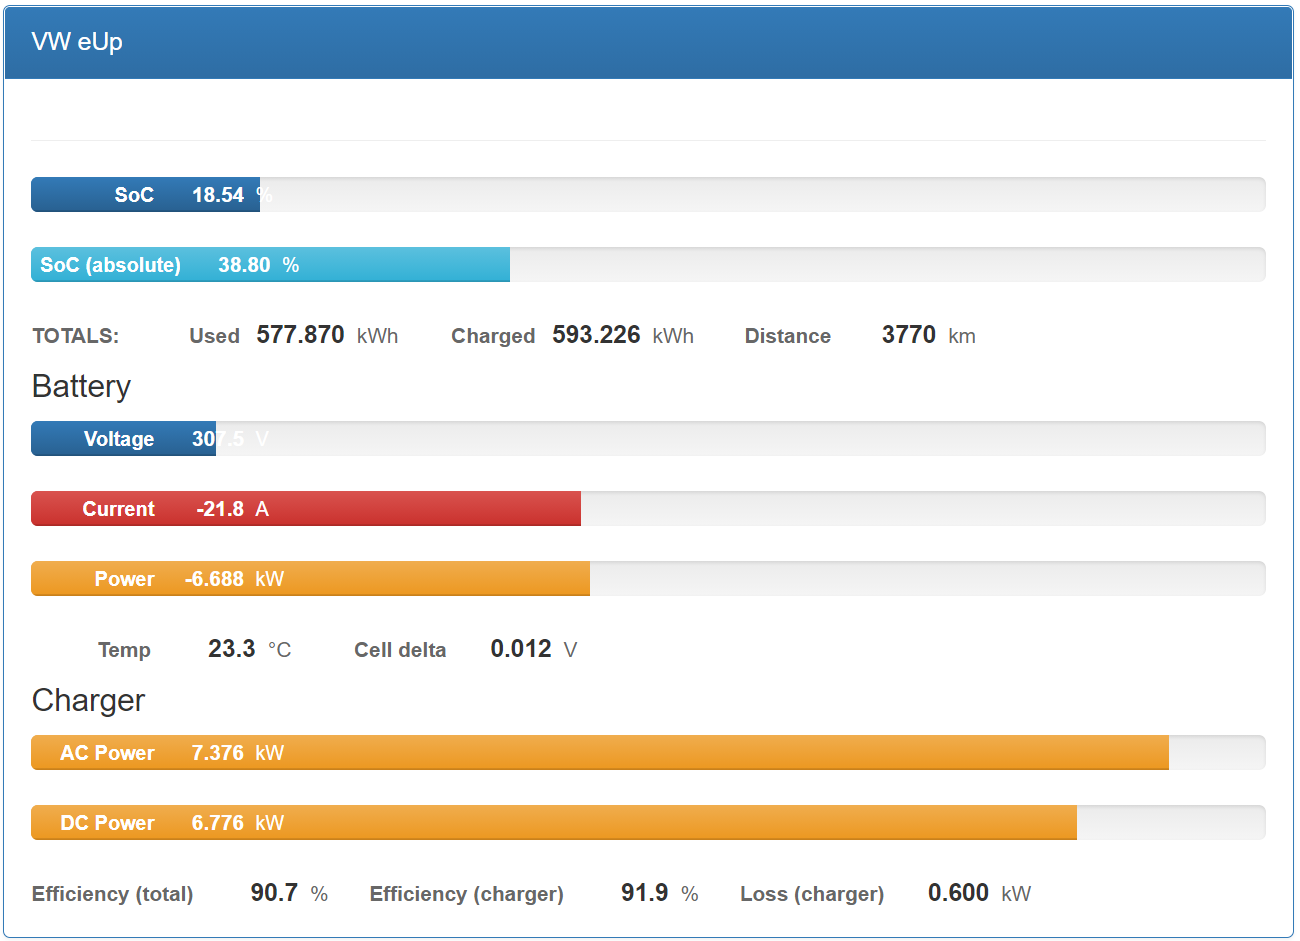 VW eUp
SoC 18.54 %
SoC (absolute) 38.80 %
TOTALS: Used 577.870 kWh Charged 593.226 kWh Distance 3770 km
Battery
Voltage 307.5 V
Current -21.8 A
Power -6.688 kW
Temp 23.3 °C Cell delta 0.012 V
Charger
AC Power 7.376 kW
DC Power 6.776 kW
Efficiency (total) 90.7 % Efficiency (charger) 91.9 % Loss (charger) 0.600 kW